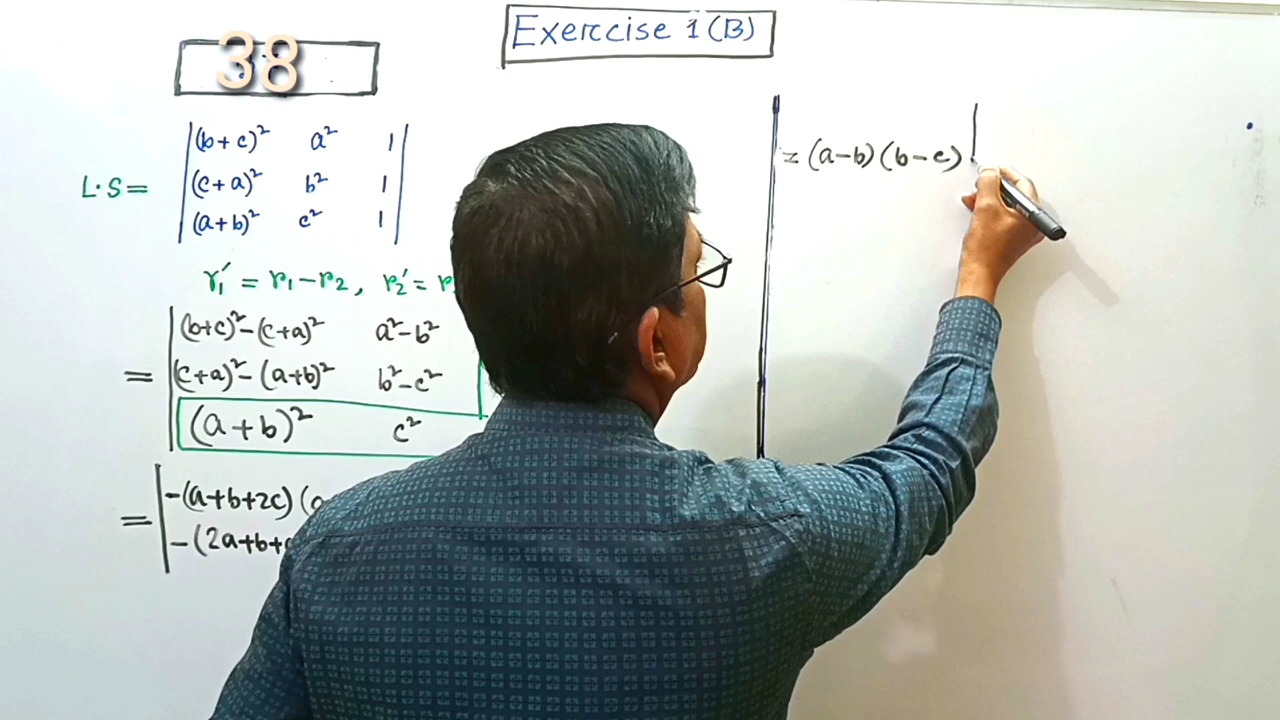 Exerccise 1(B)
38
L.S= |(b+c)² a² 1|
|(c+a)² b² 1|
|(a+b)² c² 1|
r₁′ = r₁-r₂, r₂′ =
= |(b+c)²-(c+a)² a²-b²
|(c+a)²-(a+b)² b²-c²
|(a+b)² c²
= |-(a+b+2c)
|-(2a+b+
= (a-b)(b-c) |